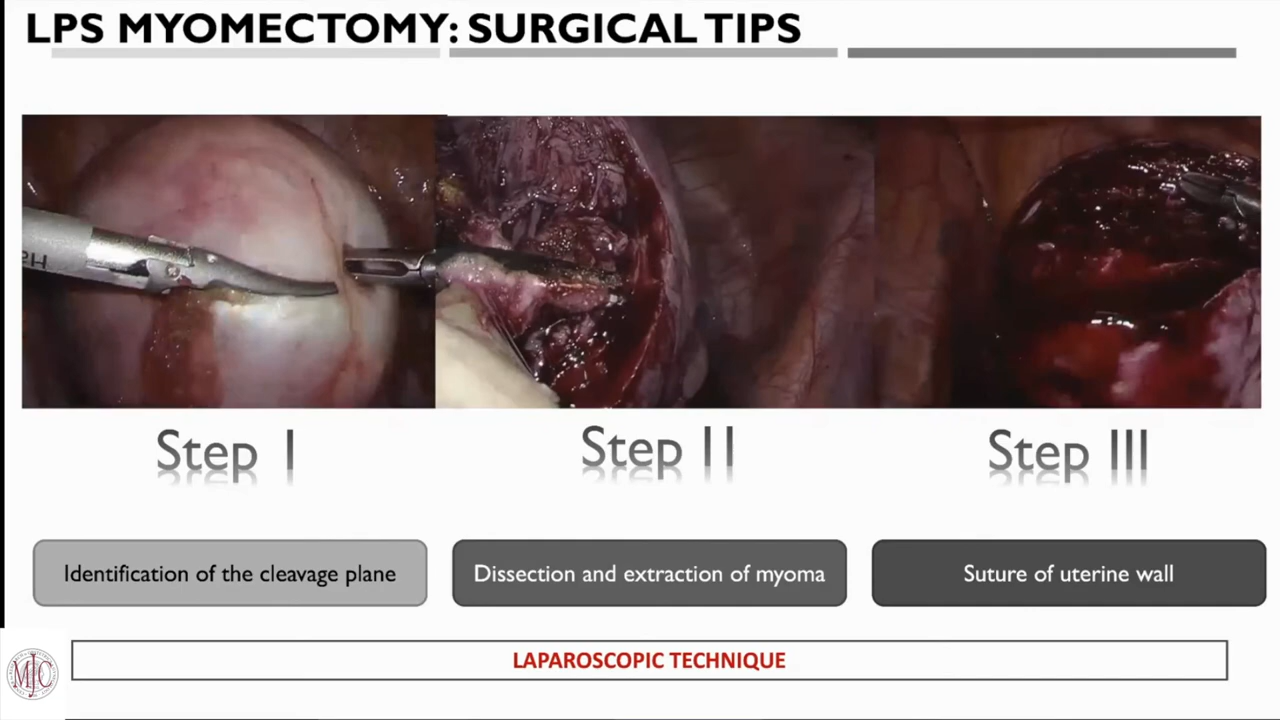 LPS MYOMECTOMY: SURGICAL TIPS
Step I
Step II
Step III
Identification of the cleavage plane
Dissection and extraction of myoma
Suture of uterine wall
MJC
LAPAROSCOPIC TECHNIQUE